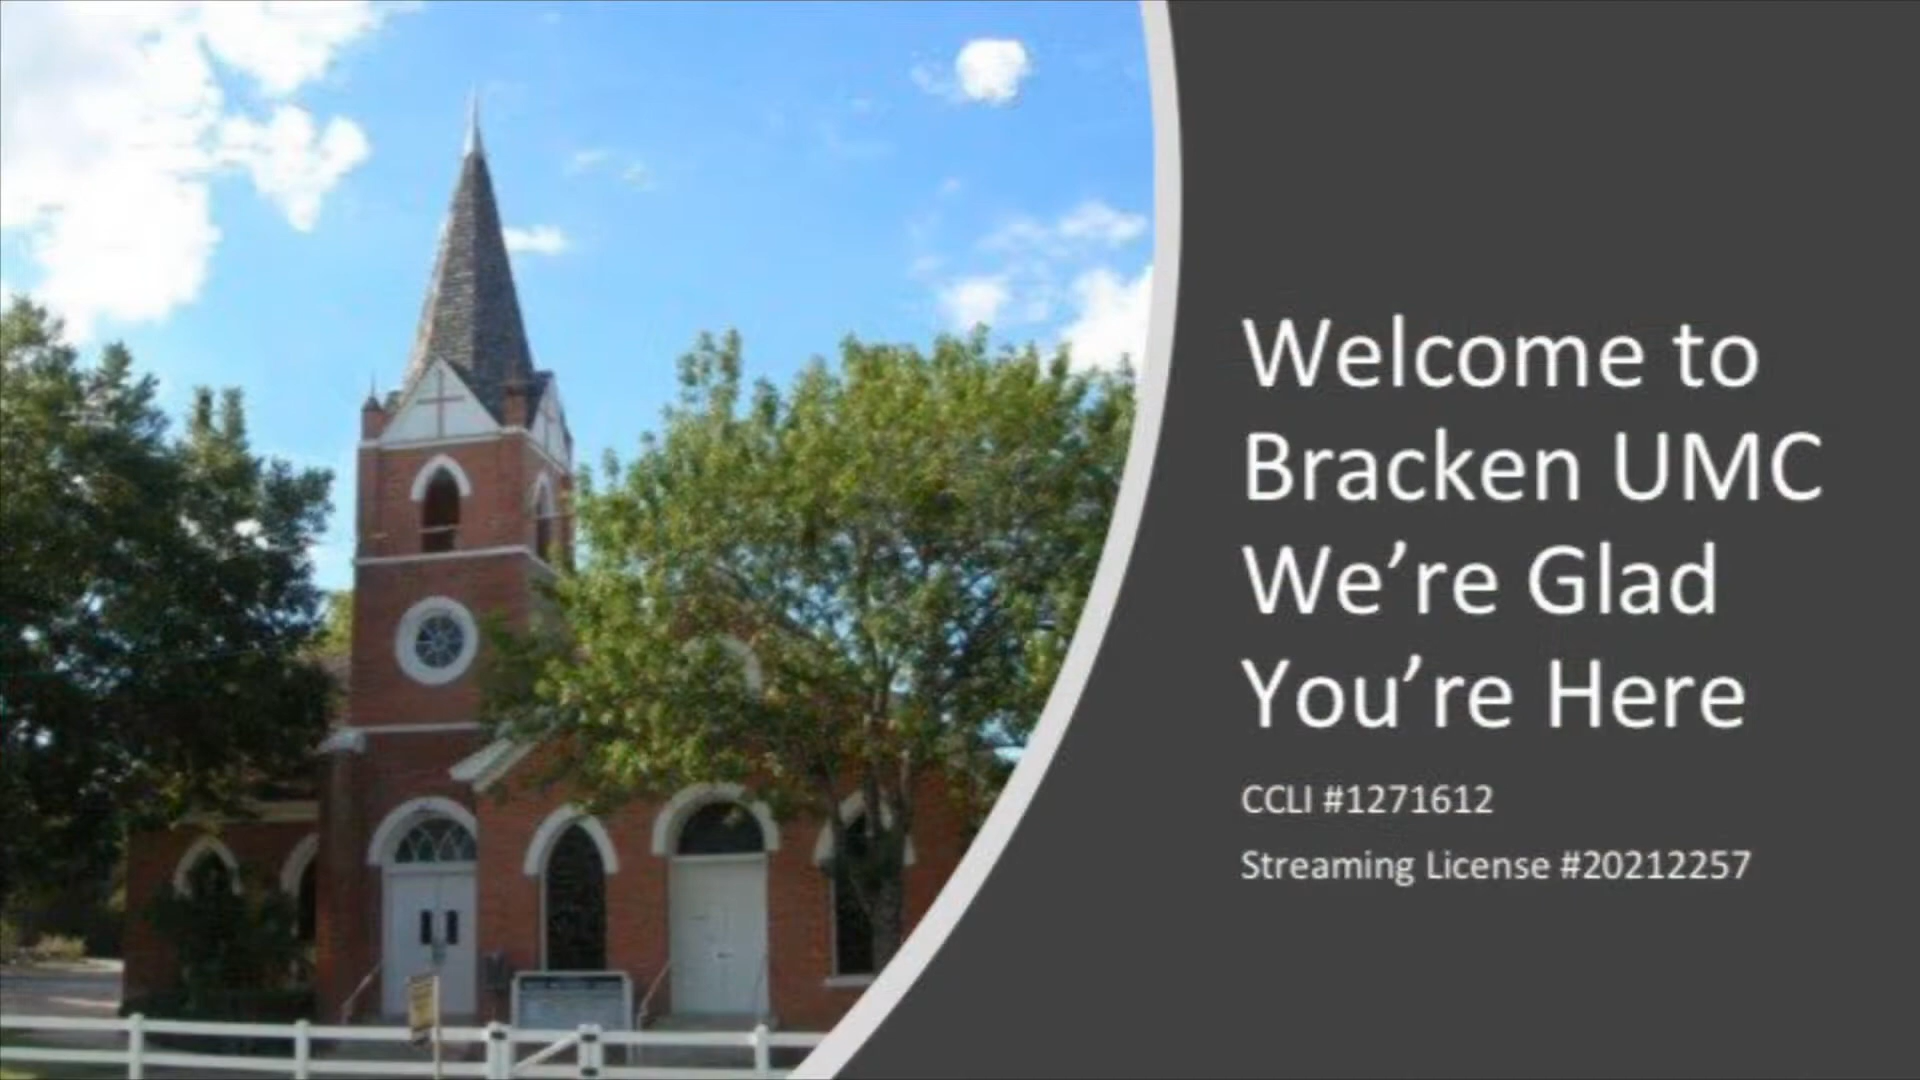 Welcome to
Bracken UMC
We're Glad
You're Here
CCLI #1271612
Streaming License #20212257